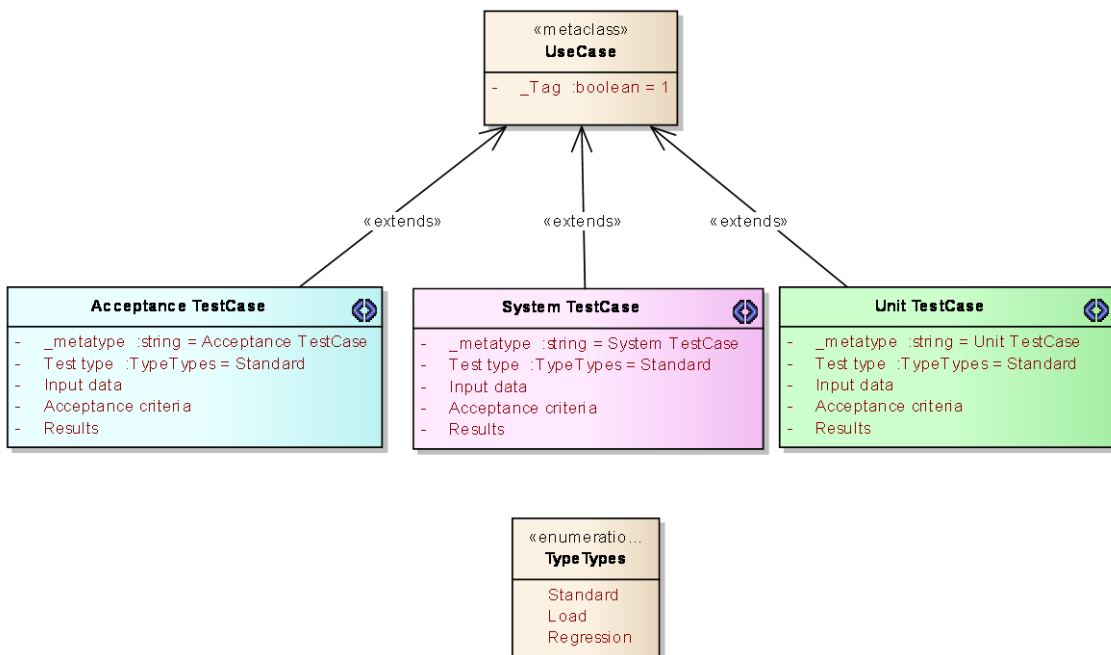 «metaclass»
UseCase
- _Tag :boolean = 1
«extends»
«extends»
«extends»
Acceptance TestCase
- _metatype :string = Acceptance TestCase
- Test type :TypeTypes = Standard
- Input data
- Acceptance criteria
- Results
System TestCase
- _metatype :string = System TestCase
- Test type :TypeTypes = Standard
- Input data
- Acceptance criteria
- Results
Unit TestCase
- _metatype :string = Unit TestCase
- Test type :TypeTypes = Standard
- Input data
- Acceptance criteria
- Results
«enumeratio...
TypeTypes
Standard
Load
Regression